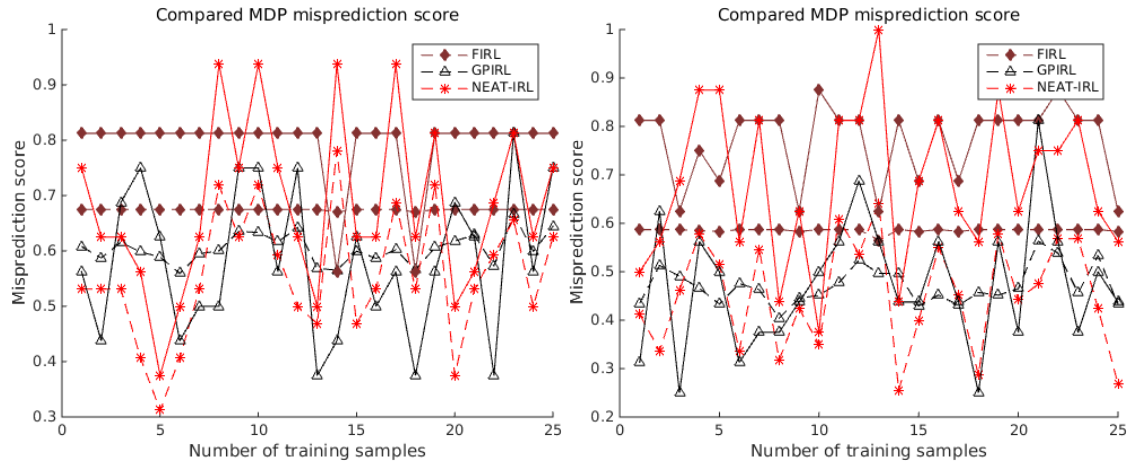 Compared MDP misprediction score
1
0.9
0.8
0.7
0.6
0.5
0.4
0.3
Misprediction score
FIRL
GPIRL
NEAT-IRL
0 5 10 15 20 25
Number of training samples
Compared MDP misprediction score
1
0.9
0.8
0.7
0.6
0.5
0.4
0.3
0.2
Misprediction score
FIRL
GPIRL
NEAT-IRL
0 5 10 15 20 25
Number of training samples